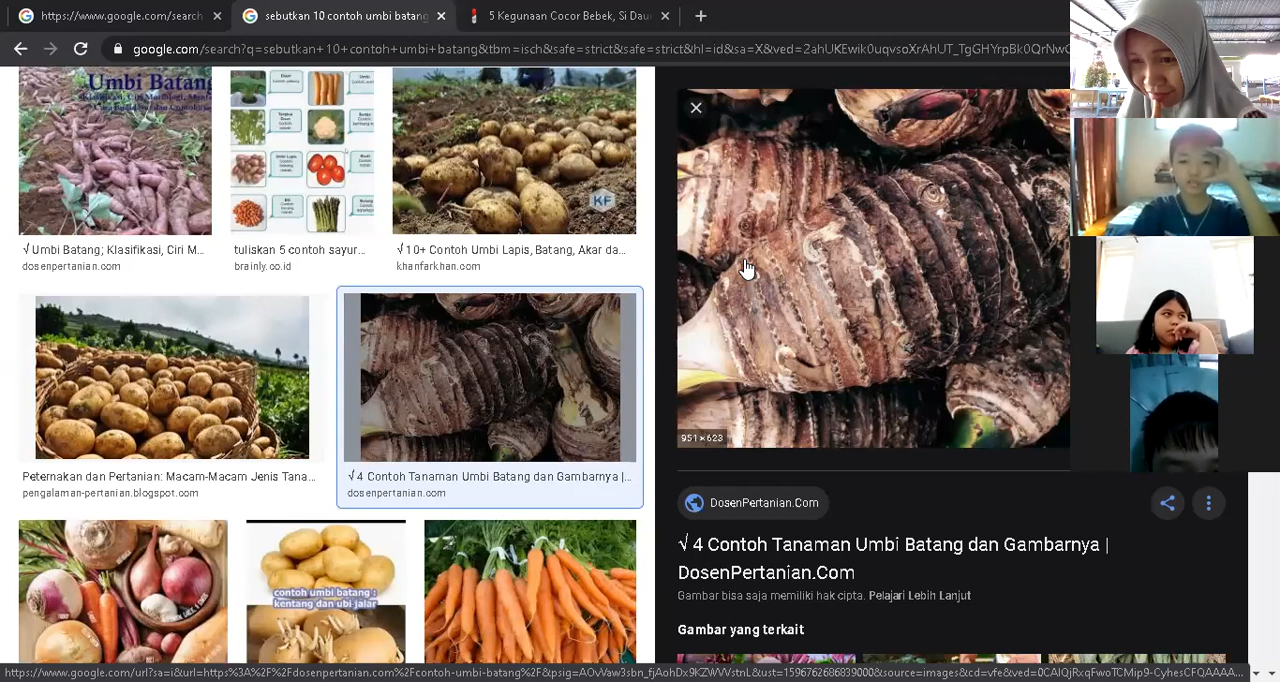 https://www.google.com/search
sebutkan 10 contoh umbi batang
5 Kegunaan Cocor Bebek, Si Dau
google.com/search?q=sebutkan+10+contoh+umbi+batang&tbm=isch&safe=strict&safe=strict&hl=id&sa=X&ved=2ahUKEwik0uqvsoXrAhUT_TgGHYrpBk0QrNwC
Umbi Batang
√ Umbi Batang; Klasifikasi, Ciri M...
dosenpertanian.com
tuliskan 5 contoh sayur...
brainly.co.id
KF
√ 10+ Contoh Umbi Lapis, Batang, Akar da...
khanfarkhan.com
951 × 623
Peternakan dan Pertanian: Macam-Macam Jenis Tana...
pengalaman-pertanian.blogspot.com
√ 4 Contoh Tanaman Umbi Batang dan Gambarnya |...
dosenpertanian.com
DosenPertanian.Com
√ 4 Contoh Tanaman Umbi Batang dan Gambarnya |
DosenPertanian.Com
Gambar bisa saja memiliki hak cipta. Pelajari Lebih Lanjut
Gambar yang terkait
contoh umbi batang :
kentang dan ubi jalar